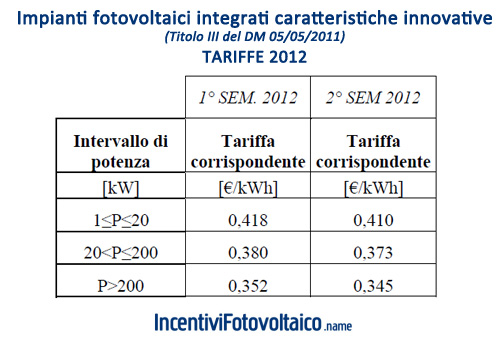 Impianti fotovoltaici integrati caratteristiche innovative
(Titolo III del DM 05/05/2011)
TARIFFE 2012
1° SEM. 2012 2° SEM 2012
Intervallo di potenza Tariffa corrispondente Tariffa corrispondente
[kW] [€/kWh] [€/kWh]
1≤P≤20 0,418 0,410
20<P≤200 0,380 0,373
P>200 0,352 0,345
IncentiviFotovoltaico.name